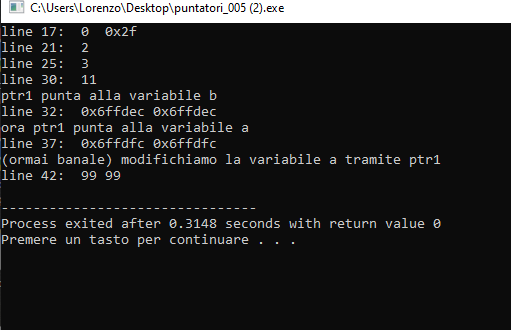 C:\Users\Lorenzo\Desktop\puntatori_005 (2).exe
line 17:  0  0x2f
line 21:  2
line 25:  3
line 30:  11
ptr1 punta alla variabile b
line 32:  0x6ffdec 0x6ffdec
ora ptr1 punta alla variabile a
line 37:  0x6ffdfc 0x6ffdfc
(ormai banale) modifichiamo la variabile a tramite ptr1
line 42:  99 99
--------------------------------
Process exited after 0.3148 seconds with return value 0
Premere un tasto per continuare . . .